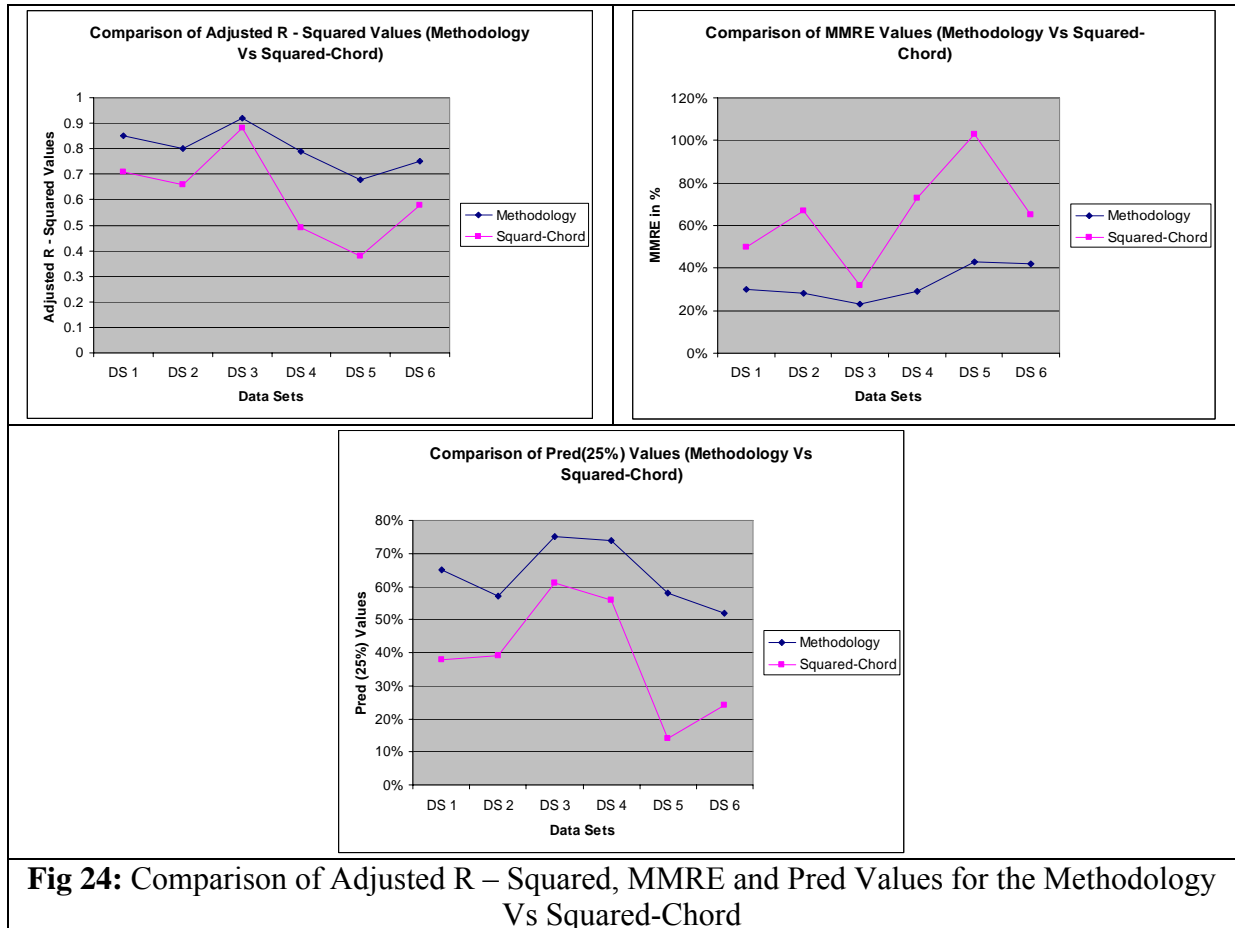 Comparison of Adjusted R - Squared Values (Methodology
Vs Squared-Chord)
1
0.9
0.8
0.7
0.6
0.5
0.4
0.3
0.2
0.1
0
Adjusted R - Squared Values
DS 1 DS 2 DS 3 DS 4 DS 5 DS 6
Data Sets
Methodology
Squard-Chord
Comparison of MMRE Values (Methodology Vs Squared-
Chord)
120%
100%
80%
60%
40%
20%
0%
MMRE in %
DS 1 DS 2 DS 3 DS 4 DS 5 DS 6
Data Sets
Methodology
Squared-Chord
Comparison of Pred(25%) Values (Methodology Vs
Squared-Chord)
80%
70%
60%
50%
40%
30%
20%
10%
0%
Pred (25%) Values
DS 1 DS 2 DS 3 DS 4 DS 5 DS 6
Data Sets
Methodology
Squared-Chord
Fig 24: Comparison of Adjusted R – Squared, MMRE and Pred Values for the Methodology
Vs Squared-Chord